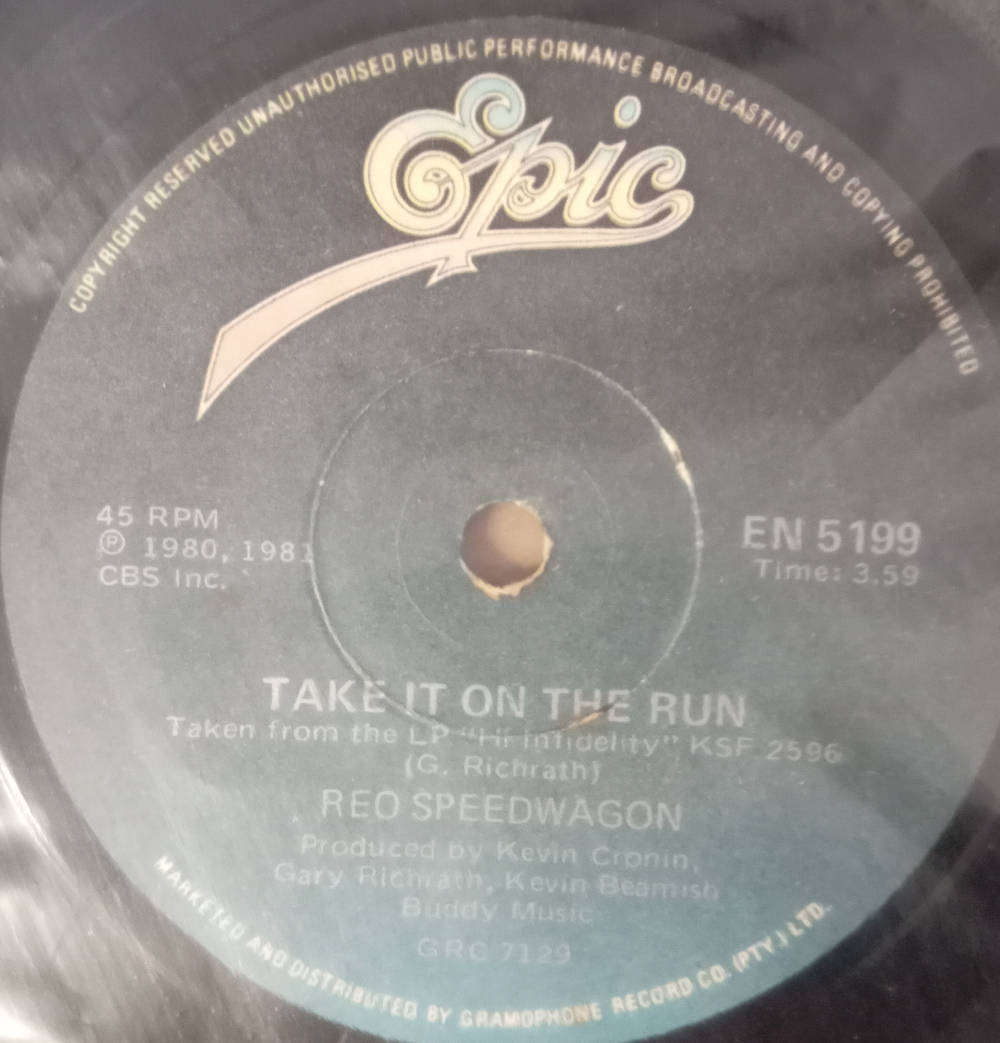 COPYRIGHT RESERVED UNAUTHORISED PUBLIC PERFORMANCE BROADCASTING AND COPYING PROHIBITED
Epic
45 RPM
℗ 1980, 1981
CBS Inc.
EN 5199
Time: 3.59
TAKE IT ON THE RUN
Taken from the LP "Hi Infidelity" KSF 2596
(G. Richrath)
REO SPEEDWAGON
Produced by Kevin Cronin,
Gary Richrath, Kevin Beamish
Buddy Music
GRC 7129
MARKETED AND DISTRIBUTED BY GRAMOPHONE RECORD CO. (PTY.) LTD.